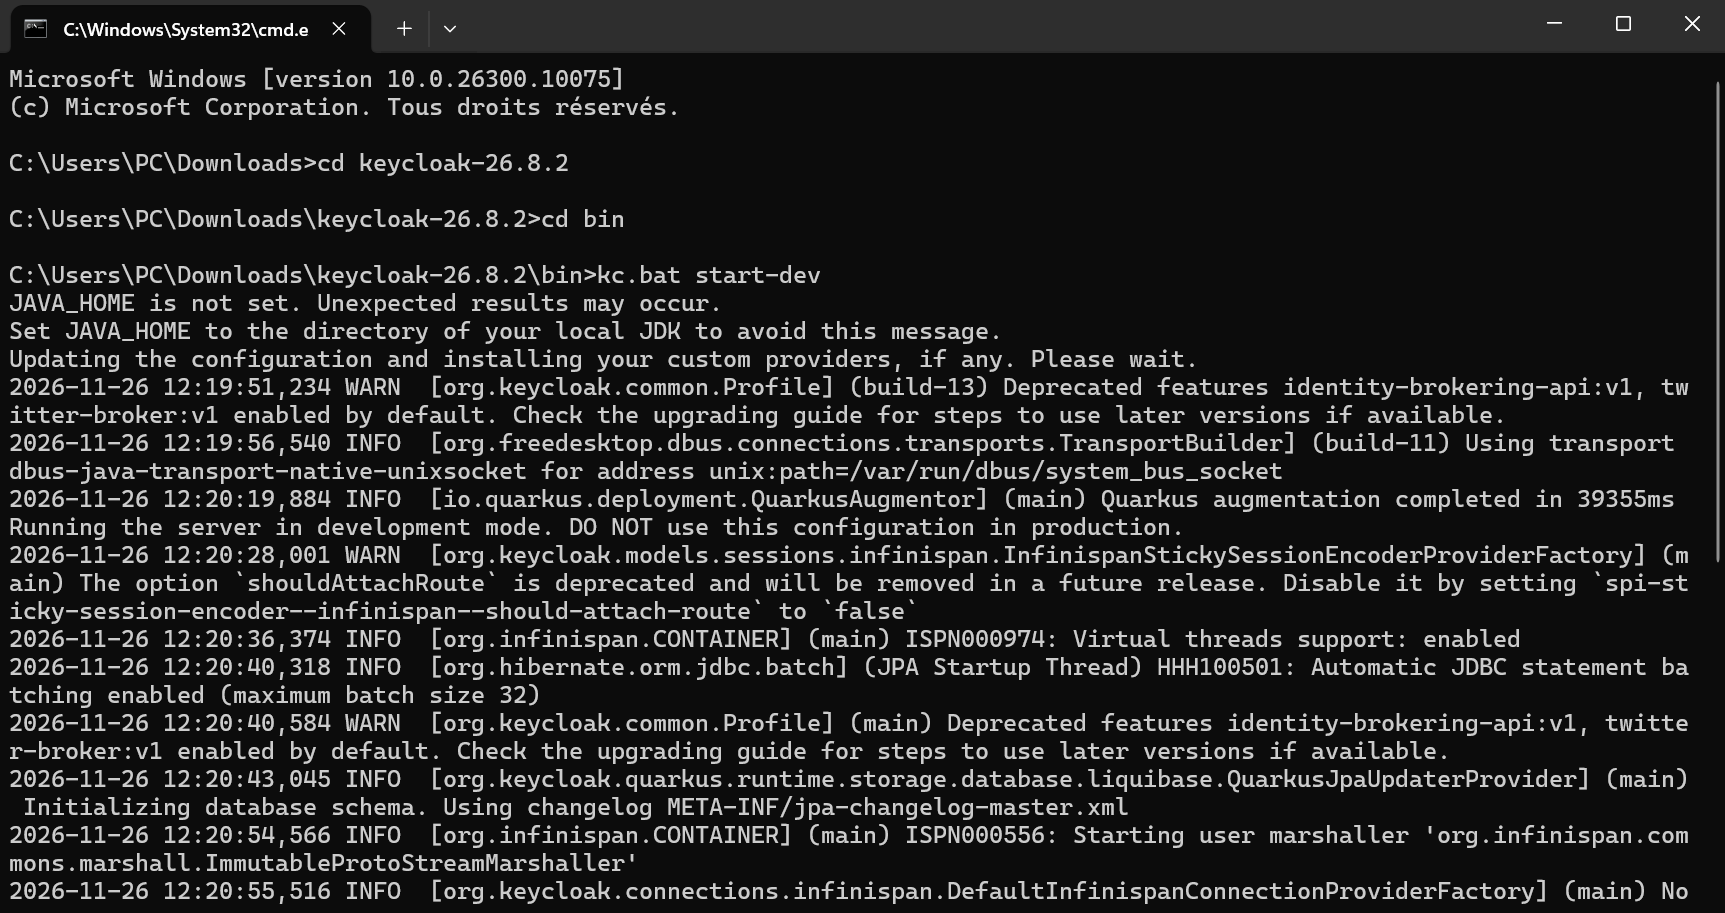 C:\Windows\System32\cmd.e
Microsoft Windows [version 10.0.26300.10075]
(c) Microsoft Corporation. Tous droits réservés.
C:\Users\PC\Downloads>cd keycloak-26.8.2
C:\Users\PC\Downloads\keycloak-26.8.2>cd bin
C:\Users\PC\Downloads\keycloak-26.8.2\bin>kc.bat start-dev
JAVA_HOME is not set. Unexpected results may occur.
Set JAVA_HOME to the directory of your local JDK to avoid this message.
Updating the configuration and installing your custom providers, if any. Please wait.
2026-11-26 12:19:51,234 WARN  [org.keycloak.common.Profile] (build-13) Deprecated features identity-brokering-api:v1, tw
itter-broker:v1 enabled by default. Check the upgrading guide for steps to use later versions if available.
2026-11-26 12:19:56,540 INFO  [org.freedesktop.dbus.connections.transports.TransportBuilder] (build-11) Using transport
dbus-java-transport-native-unixsocket for address unix:path=/var/run/dbus/system_bus_socket
2026-11-26 12:20:19,884 INFO  [io.quarkus.deployment.QuarkusAugmentor] (main) Quarkus augmentation completed in 39355ms
Running the server in development mode. DO NOT use this configuration in production.
2026-11-26 12:20:28,001 WARN  [org.keycloak.models.sessions.infinispan.InfinispanStickySessionEncoderProviderFactory] (m
ain) The option `shouldAttachRoute` is deprecated and will be removed in a future release. Disable it by setting `spi-st
icky-session-encoder--infinispan--should-attach-route` to `false`
2026-11-26 12:20:36,374 INFO  [org.infinispan.CONTAINER] (main) ISPN000974: Virtual threads support: enabled
2026-11-26 12:20:40,318 INFO  [org.hibernate.orm.jdbc.batch] (JPA Startup Thread) HHH100501: Automatic JDBC statement ba
tching enabled (maximum batch size 32)
2026-11-26 12:20:40,584 WARN  [org.keycloak.common.Profile] (main) Deprecated features identity-brokering-api:v1, twitte
r-broker:v1 enabled by default. Check the upgrading guide for steps to use later versions if available.
2026-11-26 12:20:43,045 INFO  [org.keycloak.quarkus.runtime.storage.database.liquibase.QuarkusJpaUpdaterProvider] (main)
 Initializing database schema. Using changelog META-INF/jpa-changelog-master.xml
2026-11-26 12:20:54,566 INFO  [org.infinispan.CONTAINER] (main) ISPN000556: Starting user marshaller 'org.infinispan.com
mons.marshall.ImmutableProtoStreamMarshaller'
2026-11-26 12:20:55,516 INFO  [org.keycloak.connections.infinispan.DefaultInfinispanConnectionProviderFactory] (main) No